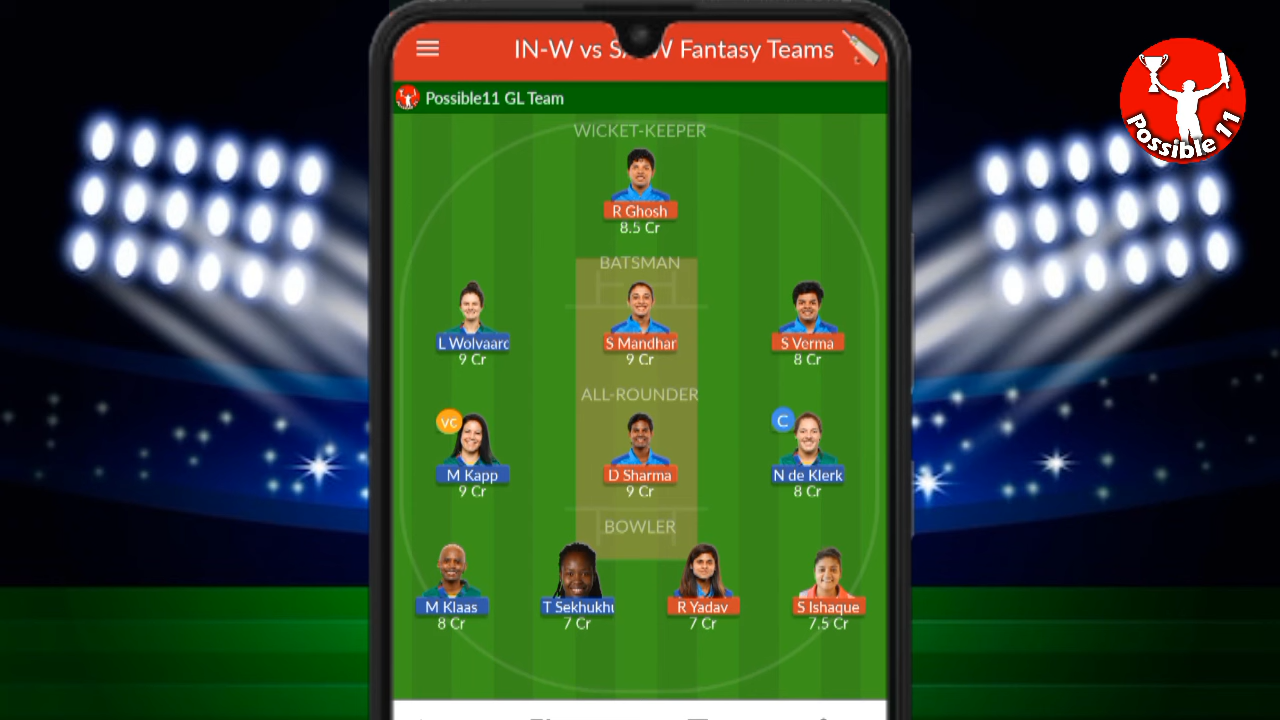 IN-W vs SA-W Fantasy Teams
Possible11 GL Team
WICKET-KEEPER
R Ghosh
8.5 Cr
BATSMAN
L Wolvaarc S Mandhar S Verma
9 Cr 9 Cr 8 Cr
ALL-ROUNDER
VC C
M Kapp D Sharma N de Klerk
9 Cr 9 Cr 8 Cr
BOWLER
M Klaas T Sekhukhu R Yadav S Ishaque
8 Cr 7 Cr 7 Cr 7.5 Cr
Possible 11